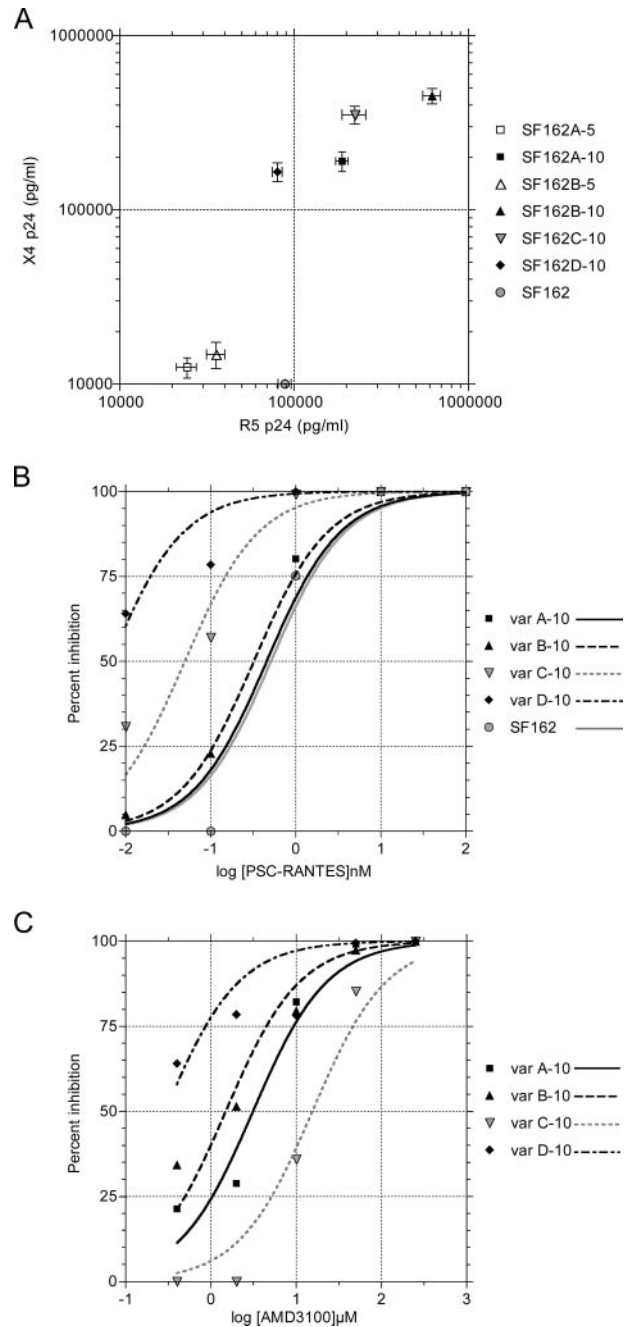 A
1000000
100000
10000
X4 p24 (pg/ml)
10000 100000 1000000
R5 p24 (pg/ml)
SF162A-5
SF162A-10
SF162B-5
SF162B-10
SF162C-10
SF162D-10
SF162
B
100
75
50
25
0
Percent inhibition
-2 -1 0 1 2
log [PSC-RANTES]nM
var A-10
var B-10
var C-10
var D-10
SF162
C
100
75
50
25
0
Percent inhibition
-1 0 1 2 3
log [AMD3100]µM
var A-10
var B-10
var C-10
var D-10